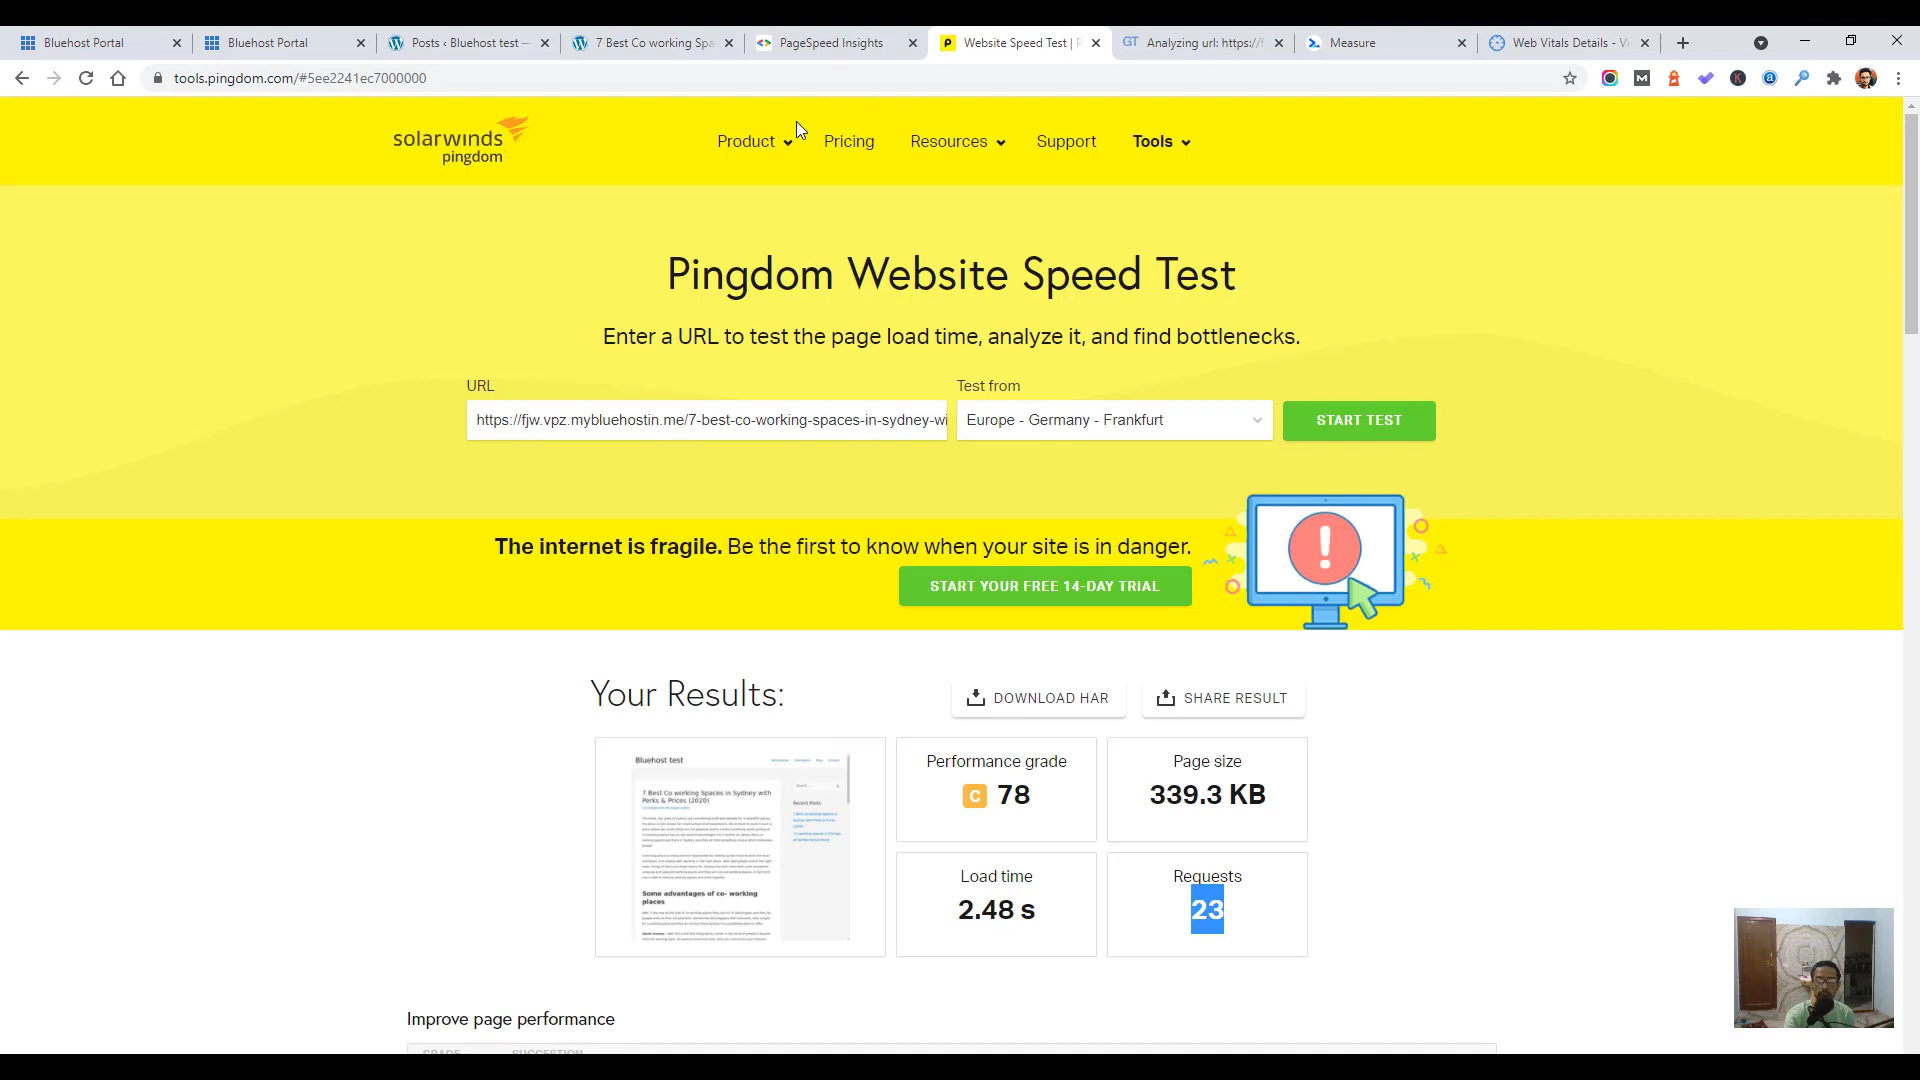 Bluehost Portal
Bluehost Portal
Posts ‹ Bluehost test —
7 Best Co working Spa
PageSpeed Insights
Website Speed Test | P
GT Analyzing url: https://f
Measure
Web Vitals Details - Vi
tools.pingdom.com/#5ee2241ec7000000
solarwinds
pingdom
Product
Pricing
Resources
Support
Tools
Pingdom Website Speed Test
Enter a URL to test the page load time, analyze it, and find bottlenecks.
URL
Test from
https://fjw.vpz.mybluehostin.me/7-best-co-working-spaces-in-sydney-wi
Europe - Germany - Frankfurt
START TEST
The internet is fragile. Be the first to know when your site is in danger.
START YOUR FREE 14-DAY TRIAL
Your Results:
DOWNLOAD HAR
SHARE RESULT
Bluehost test
7 Best Co working Spaces in Sydney with
Perks & Prices (2020)
Recent Posts
Some advantages of co- working
places
Performance grade
C 78
Page size
339.3 KB
Load time
2.48 s
Requests
23
Improve page performance
GRADE
SUGGESTION